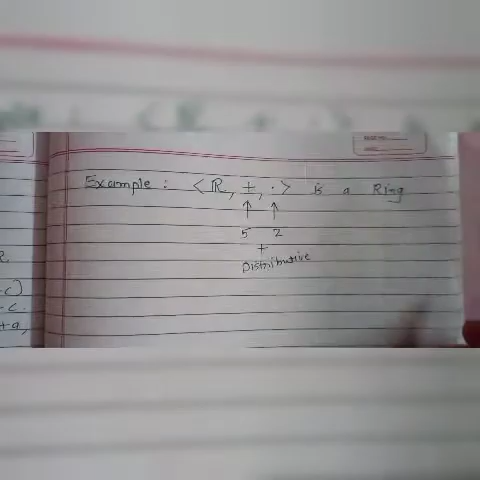 Example : <R, +, ·> is a Ring
↑ ↑
5 2
+
Distributive
R,
c)
c.
+a,